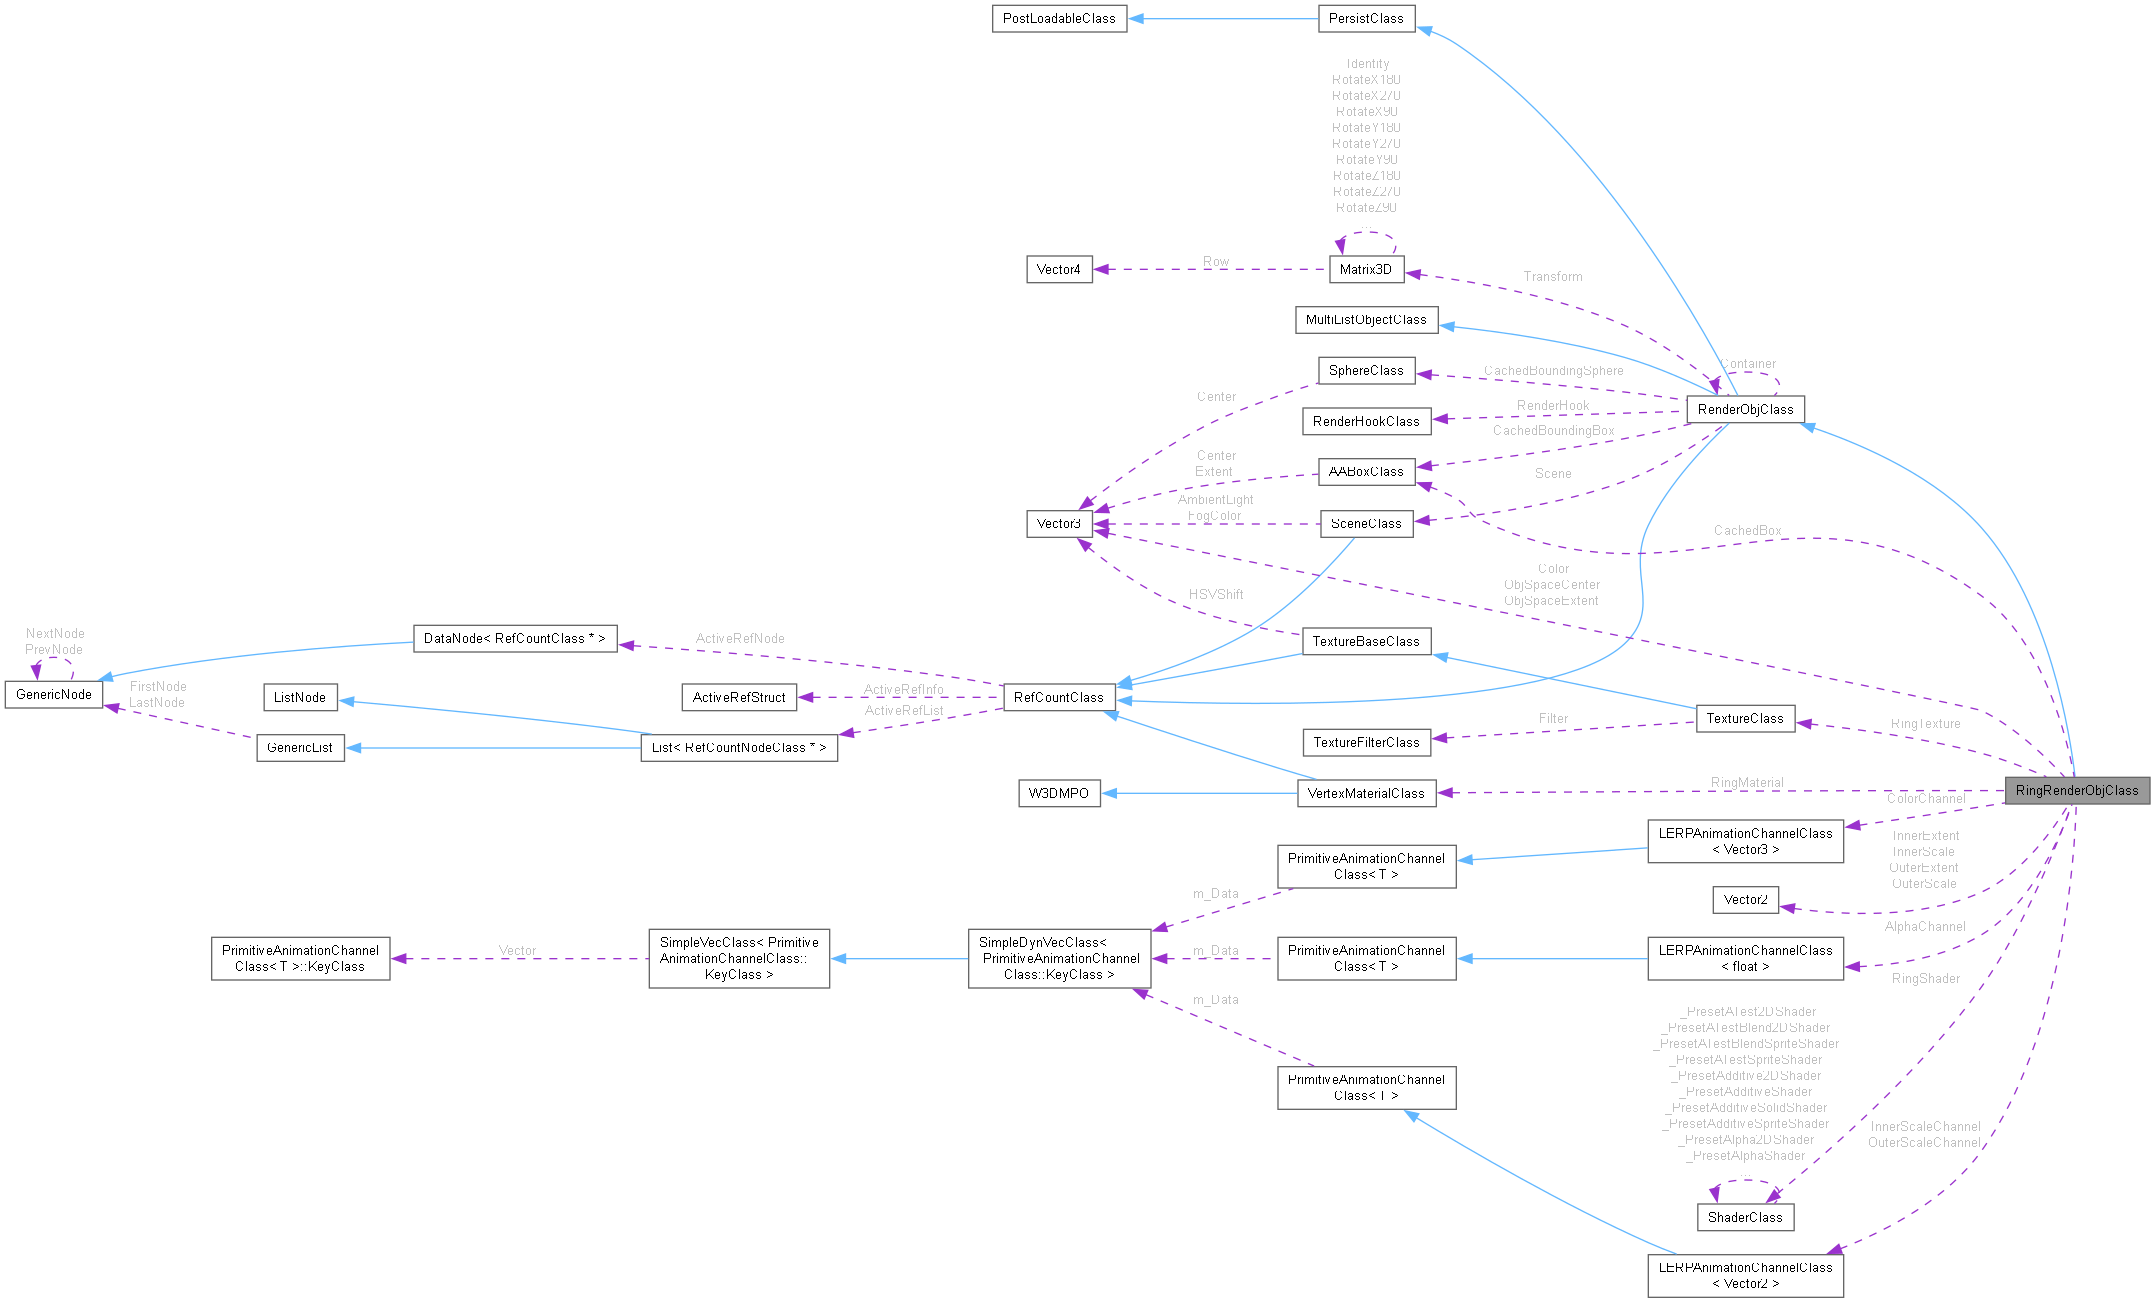 PostLoadableClass
PersistClass
Identity
RotateX180
RotateX270
RotateX90
RotateY180
RotateY270
RotateY90
RotateZ180
RotateZ270
RotateZ90
...
Vector4
Row
Matrix3D
Transform
MultiListObjectClass
SphereClass
CachedBoundingSphere
Container
Center
RenderHookClass
RenderHook
RenderObjClass
CachedBoundingBox
Center
Extent
AABoxClass
Scene
AmbientLight
FogColor
Vector3
SceneClass
CachedBox
Color
ObjSpaceCenter
ObjSpaceExtent
HSVShift
NextNode
PrevNode
DataNode< RefCountClass * >
ActiveRefNode
TextureBaseClass
GenericNode
FirstNode
LastNode
ListNode
ActiveRefStruct
ActiveRefInfo
ActiveRefList
RefCountClass
GenericList
List< RefCountNodeClass * >
TextureFilterClass
Filter
TextureClass
RingTexture
W3DMPO
VertexMaterialClass
RingMaterial
RingRenderObjClass
ColorChannel
LERPAnimationChannelClass
< Vector3 >
PrimitiveAnimationChannel
Class< T >
InnerExtent
InnerScale
OuterExtent
OuterScale
Vector2
m_Data
AlphaChannel
PrimitiveAnimationChannel
Class< T >::KeyClass
Vector
SimpleVecClass< Primitive
AnimationChannelClass::
KeyClass >
SimpleDynVecClass<
PrimitiveAnimationChannel
Class::KeyClass >
m_Data
PrimitiveAnimationChannel
Class< T >
LERPAnimationChannelClass
< float >
RingShader
m_Data
_PresetATest2DShader
_PresetATestBlend2DShader
_PresetATestBlendSpriteShader
_PresetATestSpriteShader
_PresetAdditive2DShader
_PresetAdditiveShader
_PresetAdditiveSolidShader
_PresetAdditiveSpriteShader
_PresetAlpha2DShader
_PresetAlphaShader
...
PrimitiveAnimationChannel
Class< T >
InnerScaleChannel
OuterScaleChannel
ShaderClass
LERPAnimationChannelClass
< Vector2 >